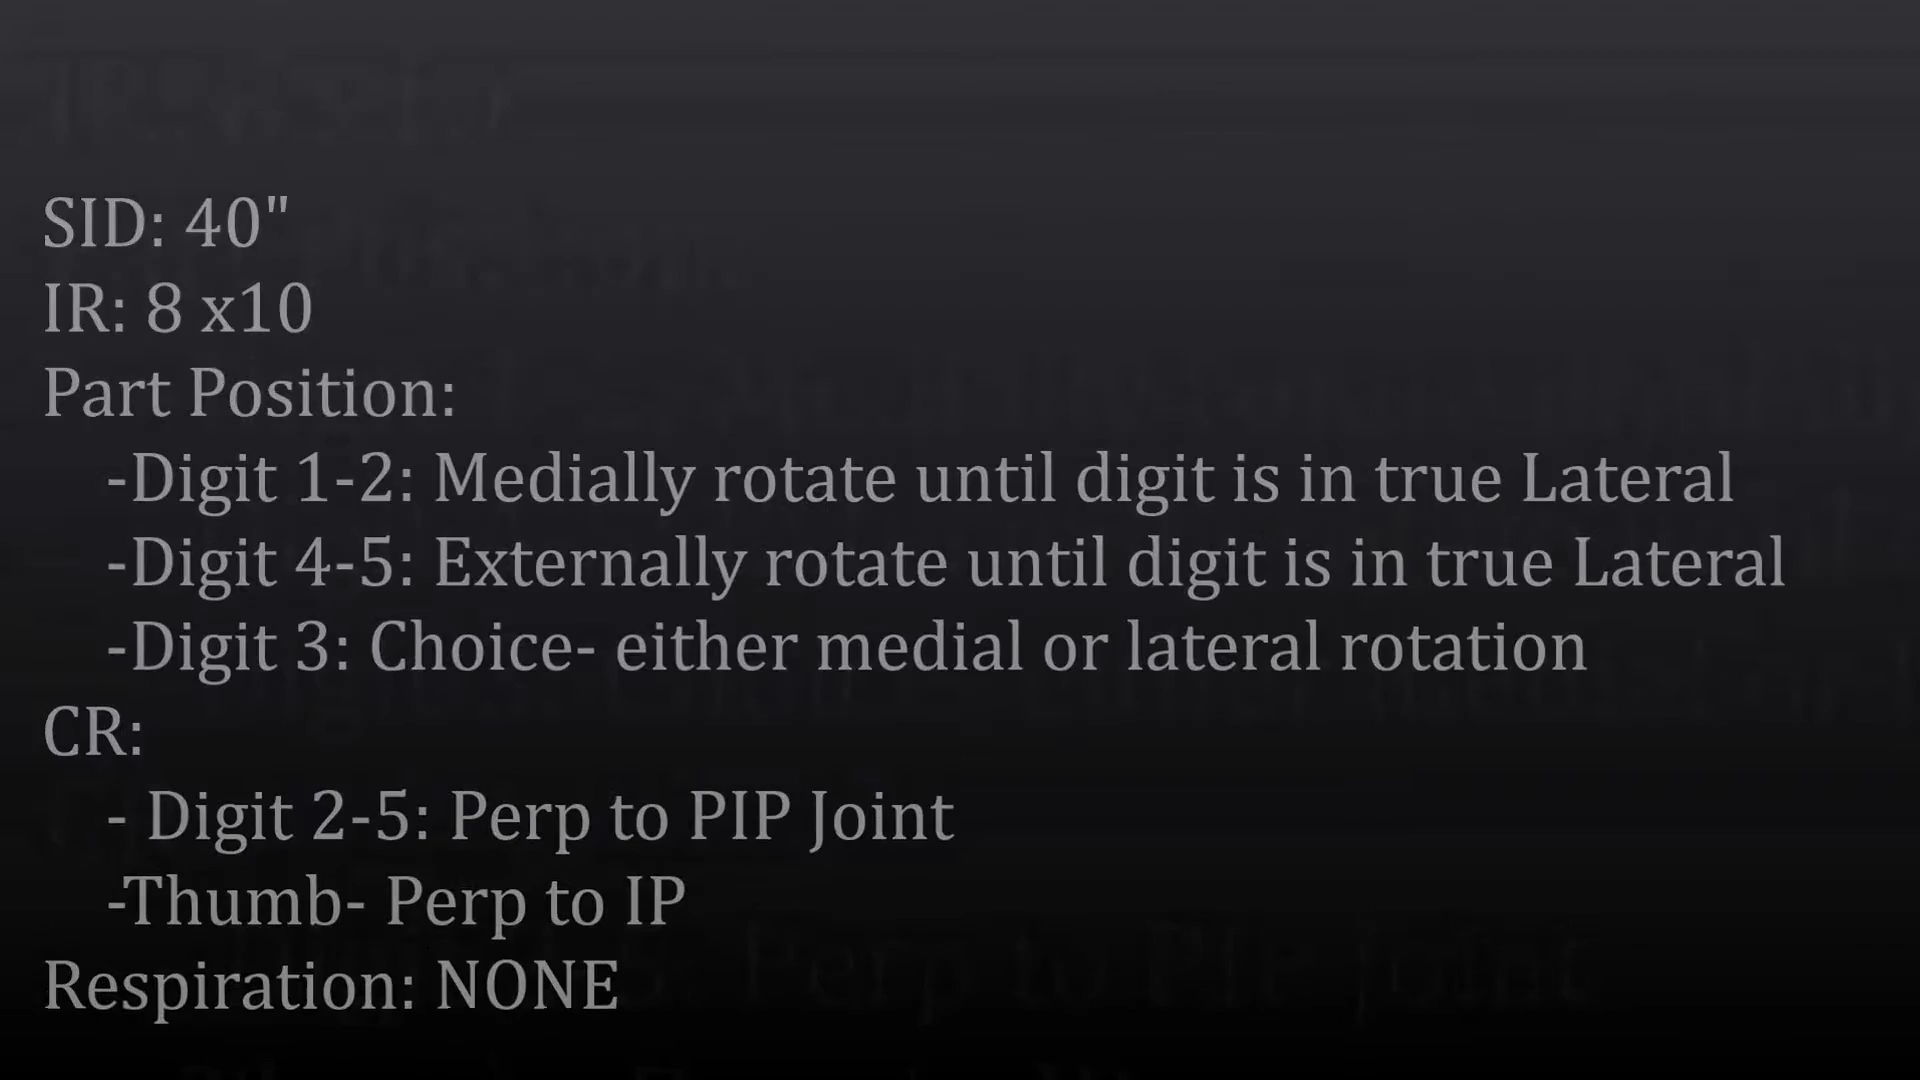 SID: 40"
IR: 8 x10
Part Position:
-Digit 1-2: Medially rotate until digit is in true Lateral
-Digit 4-5: Externally rotate until digit is in true Lateral
-Digit 3: Choice- either medial or lateral rotation
CR:
- Digit 2-5: Perp to PIP Joint
-Thumb- Perp to IP
Respiration: NONE